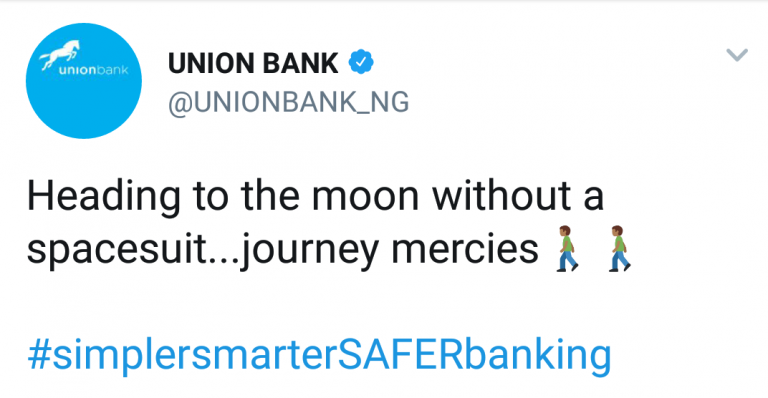 unionbank
UNION BANK
@UNIONBANK_NG
Heading to the moon without a
spacesuit...journey mercies🚶🏾‍♂️🚶🏾‍♂️
#simplersmarterSAFERbanking